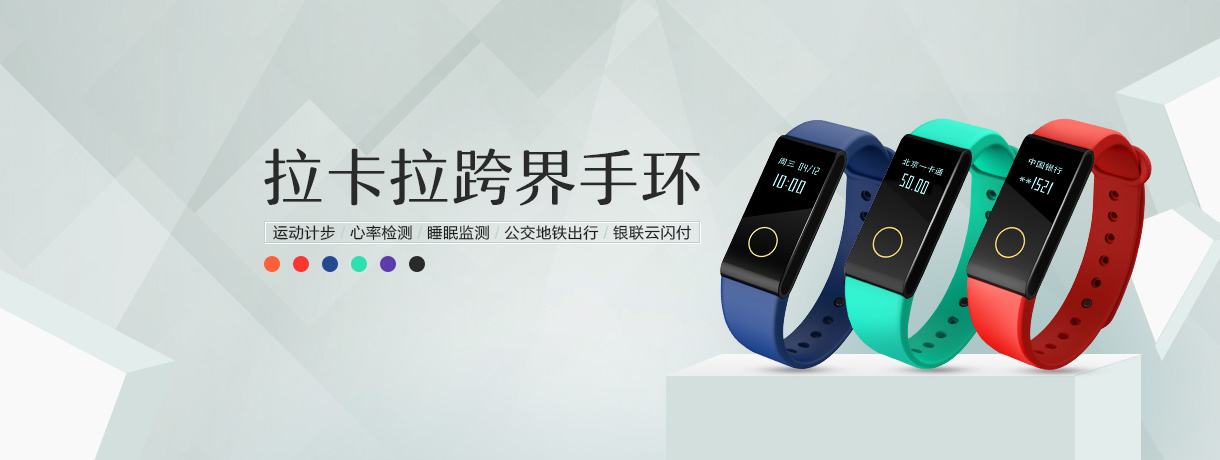 拉卡拉跨界手环
运动计步 / 心率检测 / 睡眠监测 / 公交地铁出行 / 银联云闪付
周三 04/12
10:00
北京一卡通
50.00
中国银行
**1521